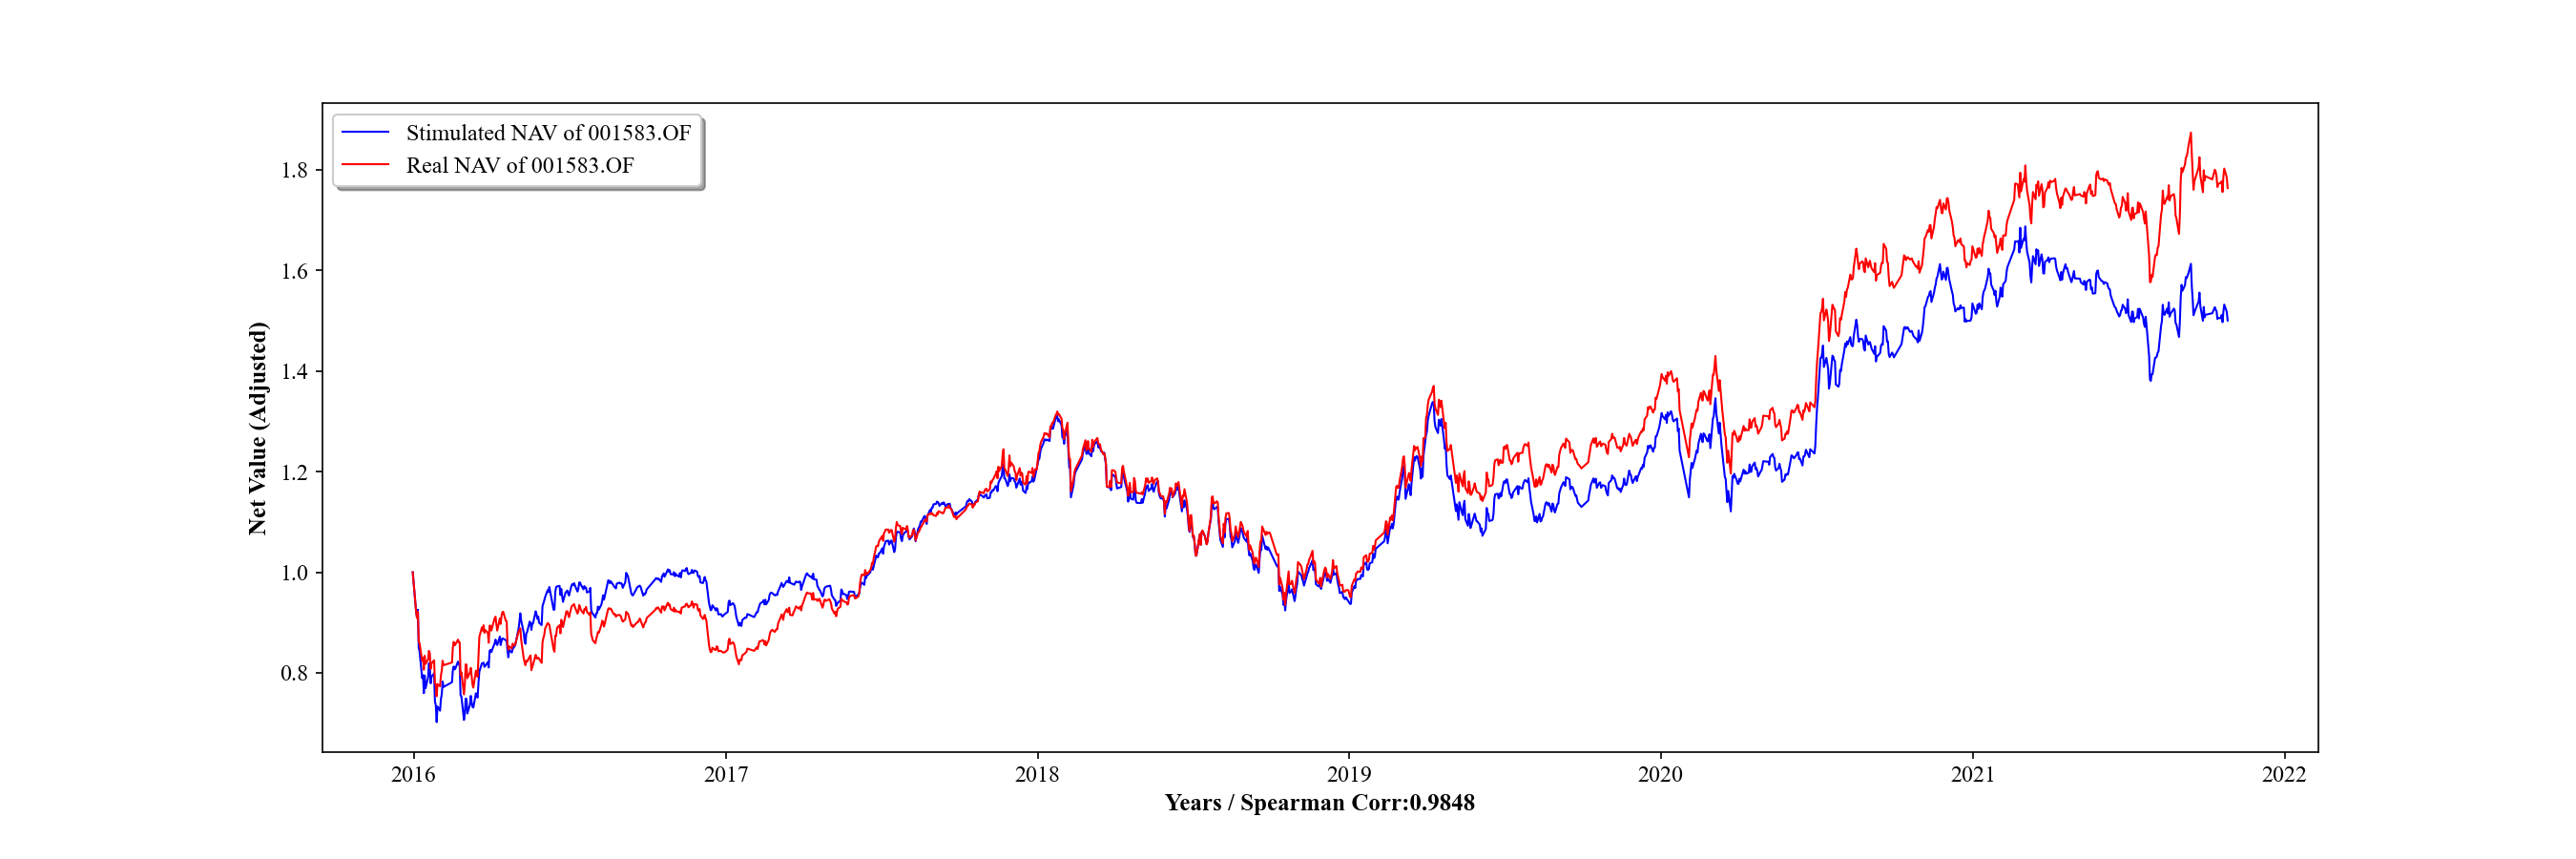 Stimulated NAV of 001583.OF
Real NAV of 001583.OF
Net Value (Adjusted)
1.8
1.6
1.4
1.2
1.0
0.8
2016 2017 2018 2019 2020 2021 2022
Years / Spearman Corr:0.9848